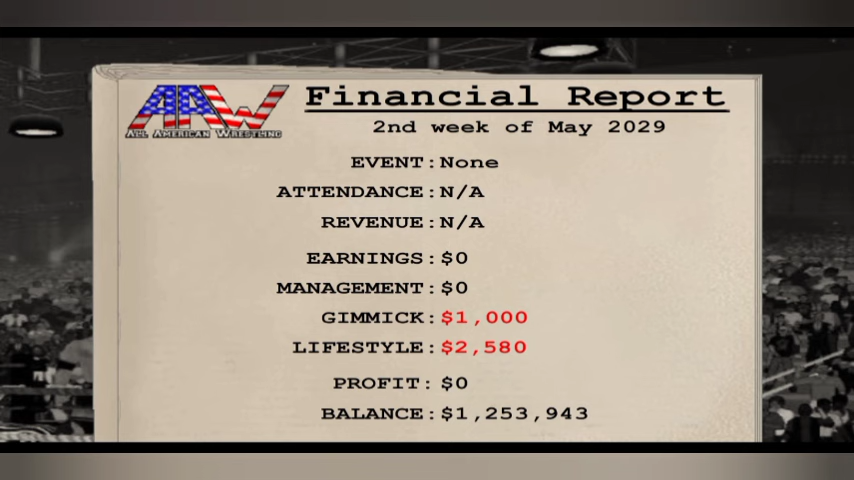 AAW
ALL AMERICAN WRESTLING
Financial Report
2nd week of May 2029
EVENT: None
ATTENDANCE: N/A
REVENUE: N/A
EARNINGS: $0
MANAGEMENT: $0
GIMMICK: $1,000
LIFESTYLE: $2,580
PROFIT: $0
BALANCE: $1,253,943